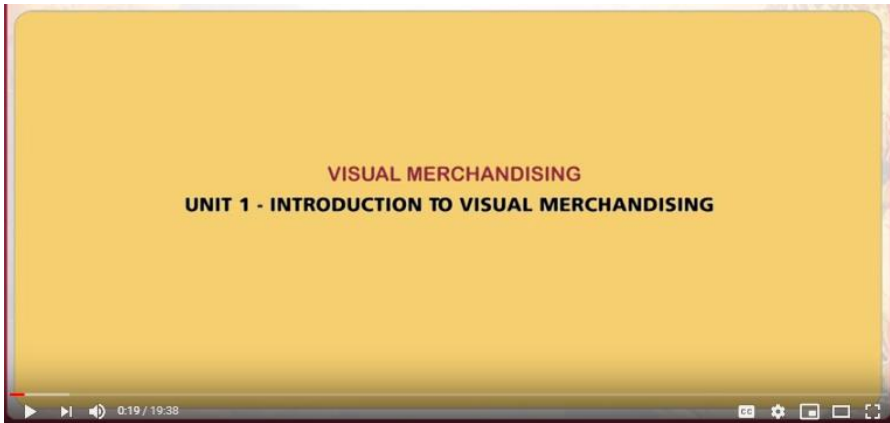 VISUAL MERCHANDISING
UNIT 1 - INTRODUCTION TO VISUAL MERCHANDISING
0:19 / 19:38
CC